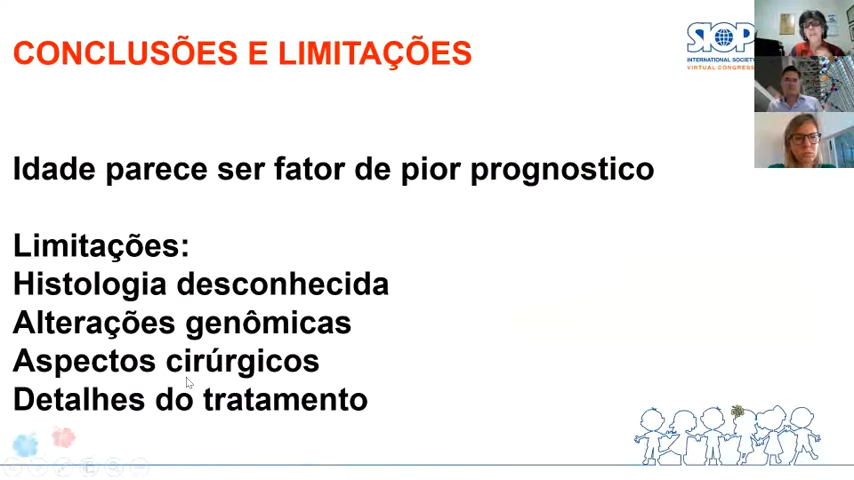 CONCLUSÕES E LIMITAÇÕES
SIOP
INTERNATIONAL SOCIETY
VIRTUAL CONGRESS
Idade parece ser fator de pior prognostico
Limitações:
Histologia desconhecida
Alterações genômicas
Aspectos cirúrgicos
Detalhes do tratamento